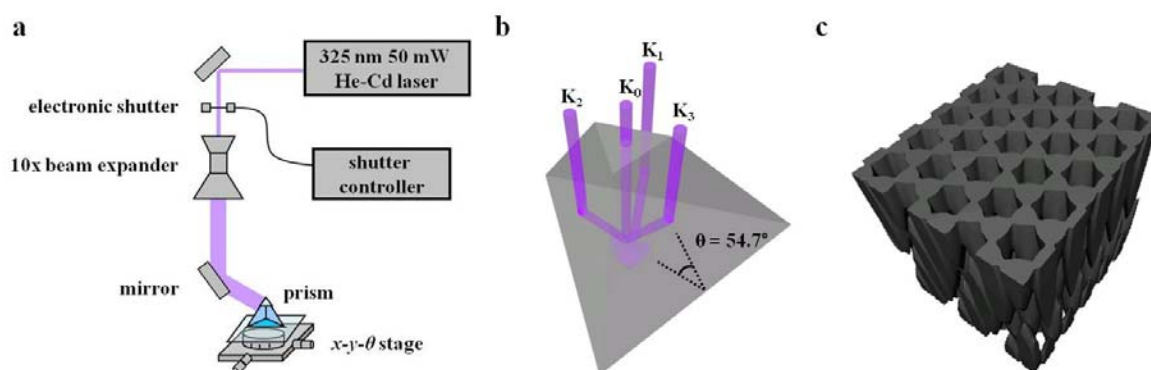 a
325 nm 50 mW
He-Cd laser
electronic shutter
10x beam expander
shutter
controller
mirror
prism
x-y-θ stage
b
K1
K2
K0
K3
θ = 54.7°
c